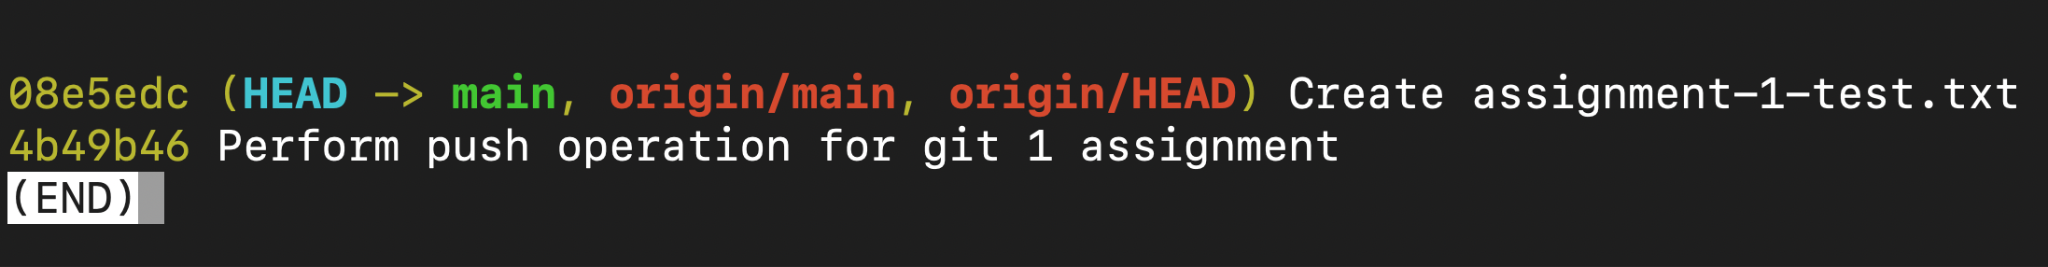 08e5edc (HEAD -> main, origin/main, origin/HEAD) Create assignment-1-test.txt
4b49b46 Perform push operation for git 1 assignment
(END)